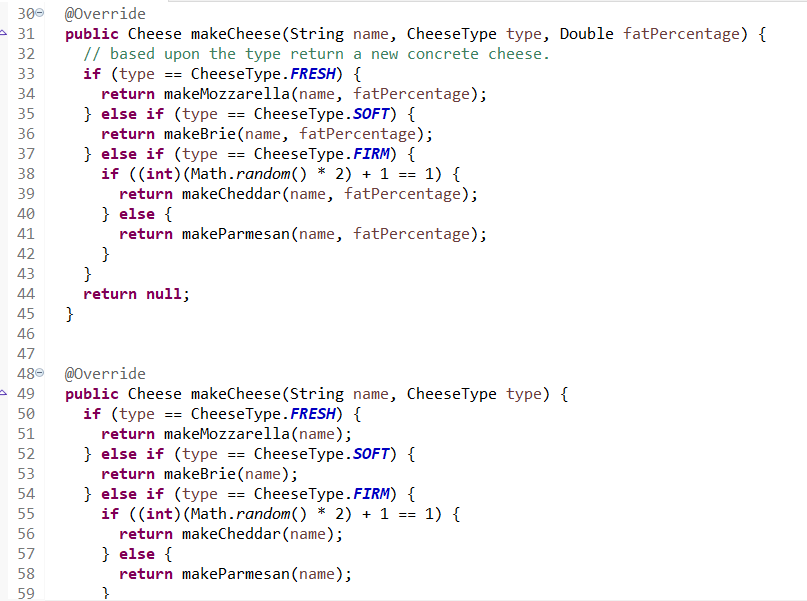 30 @Override
31 public Cheese makeCheese(String name, CheeseType type, Double fatPercentage) {
32 // based upon the type return a new concrete cheese.
33 if (type == CheeseType.FRESH) {
34 return makeMozzarella(name, fatPercentage);
35 } else if (type == CheeseType.SOFT) {
36 return makeBrie(name, fatPercentage);
37 } else if (type == CheeseType.FIRM) {
38 if ((int)(Math.random() * 2) + 1 == 1) {
39 return makeCheddar(name, fatPercentage);
40 } else {
41 return makeParmesan(name, fatPercentage);
42 }
43 }
44 return null;
45 }
46
47
48 @Override
49 public Cheese makeCheese(String name, CheeseType type) {
50 if (type == CheeseType.FRESH) {
51 return makeMozzarella(name);
52 } else if (type == CheeseType.SOFT) {
53 return makeBrie(name);
54 } else if (type == CheeseType.FIRM) {
55 if ((int)(Math.random() * 2) + 1 == 1) {
56 return makeCheddar(name);
57 } else {
58 return makeParmesan(name);
59 }